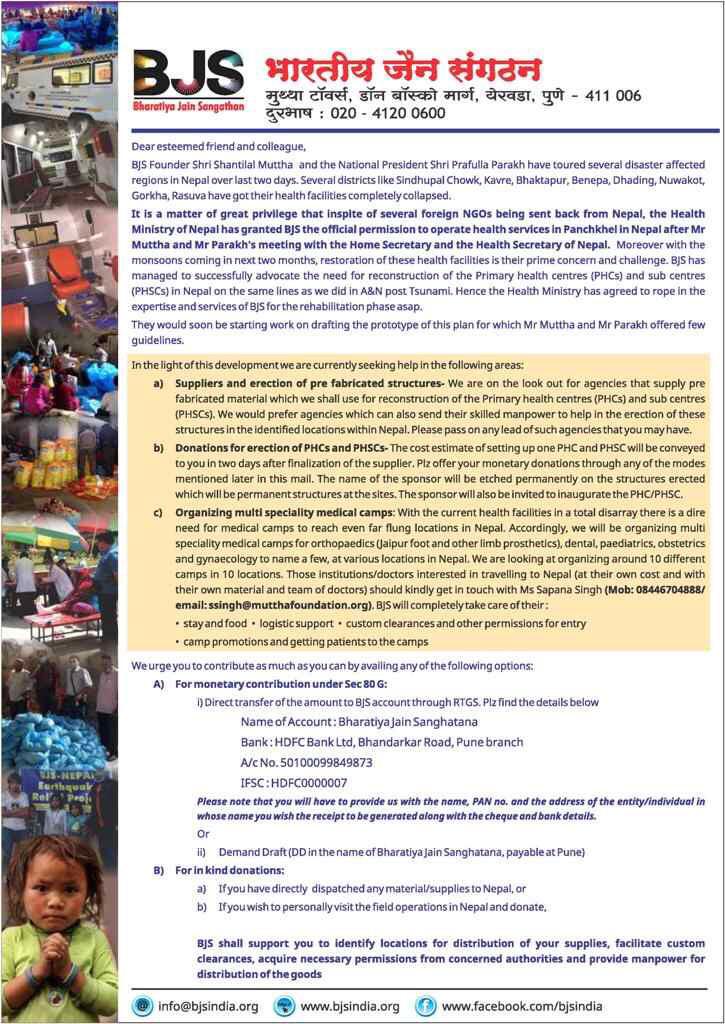 BJS
Bharatiya Jain Sangathan
भारतीय जैन संगठन
मुथ्था टॉवर्स, डॉन बॉस्को मार्ग, येरवडा, पुणे - 411 006
दुरभाष : 020 - 4120 0600
Dear esteemed friend and colleague,
BJS Founder Shri Shantilal Muttha and the National President Shri Prafulla Parakh have toured several disaster affected
regions in Nepal over last two days. Several districts like Sindhupal Chowk, Kavre, Bhaktapur, Benepa, Dhading, Nuwakot,
Gorkha, Rasuva have got their health facilities completely collapsed.
It is a matter of great privilege that inspite of several foreign NGOs being sent back from Nepal, the Health
Ministry of Nepal has granted BJS the official permission to operate health services in Panchkhel in Nepal after Mr
Muttha and Mr Parakh's meeting with the Home Secretary and the Health Secretary of Nepal. Moreover with the
monsoons coming in next two months, restoration of these health facilities is their prime concern and challenge. BJS has
managed to successfully advocate the need for reconstruction of the Primary health centres (PHCs) and sub centres
(PHSCs) in Nepal on the same lines as we did in A&N post Tsunami. Hence the Health Ministry has agreed to rope in the
expertise and services of BJS for the rehabilitation phase asap.
They would soon be starting work on drafting the prototype of this plan for which Mr Muttha and Mr Parakh offered few
guidelines.
In the light of this development we are currently seeking help in the following areas:
a) Suppliers and erection of pre fabricated structures- We are on the look out for agencies that supply pre
fabricated material which we shall use for reconstruction of the Primary health centres (PHCs) and sub centres
(PHSCs). We would prefer agencies which can also send their skilled manpower to help in the erection of these
structures in the identified locations within Nepal. Please pass on any lead of such agencies that you may have.
b) Donations for erection of PHCs and PHSCs- The cost estimate of setting up one PHC and PHSC will be conveyed
to you in two days after finalization of the supplier. Plz offer your monetary donations through any of the modes
mentioned later in this mail. The name of the sponsor will be etched permanently on the structures erected
which will be permanent structures at the sites. The sponsor will also be invited to inaugurate the PHC/PHSC.
c) Organizing multi speciality medical camps: With the current health facilities in a total disarray there is a dire
need for medical camps to reach even far flung locations in Nepal. Accordingly, we will be organizing multi
speciality medical camps for orthopaedics (Jaipur foot and other limb prosthetics), dental, paediatrics, obstetrics
and gynaecology to name a few, at various locations in Nepal. We are looking at organizing around 10 different
camps in 10 locations. Those institutions/doctors interested in travelling to Nepal (at their own cost and with
their own material and team of doctors) should kindly get in touch with Ms Sapana Singh (Mob: 08446704888/
email: ssingh@mutthafoundation.org). BJS will completely take care of their :
• stay and food • logistic support • custom clearances and other permissions for entry
• camp promotions and getting patients to the camps
We urge you to contribute as much as you can by availing any of the following options:
A) For monetary contribution under Sec 80 G:
i) Direct transfer of the amount to BJS account through RTGS. Plz find the details below
Name of Account : Bharatiya Jain Sanghatana
Bank : HDFC Bank Ltd, Bhandarkar Road, Pune branch
A/c No. 50100099849873
IFSC : HDFC0000007
Please note that you will have to provide us with the name, PAN no. and the address of the entity/individual in
whose name you wish the receipt to be generated along with the cheque and bank details.
Or
ii) Demand Draft (DD in the name of Bharatiya Jain Sanghatana, payable at Pune)
B) For in kind donations:
a) If you have directly dispatched any material/supplies to Nepal, or
b) If you wish to personally visit the field operations in Nepal and donate,
BJS shall support you to identify locations for distribution of your supplies, facilitate custom
clearances, acquire necessary permissions from concerned authorities and provide manpower for
distribution of the goods
BJS-NEPAL
Earthquak
Relief Proj
@ info@bjsindia.org www.bjsindia.org f www.facebook.com/bjsindia